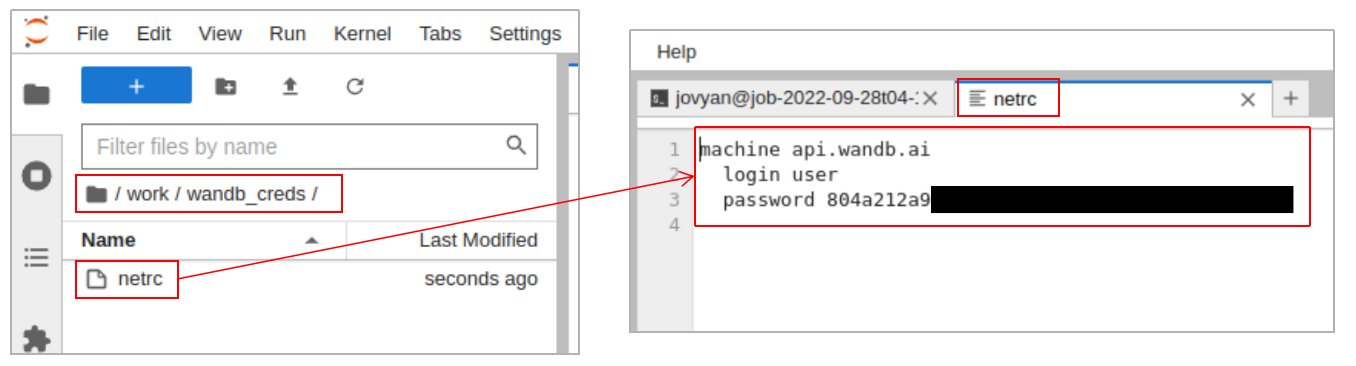 File Edit View Run Kernel Tabs Settings
+
Filter files by name
/ work / wandb_creds /
Name Last Modified
netrc seconds ago
Help
jovyan@job-2022-09-28t04-: netrc
1 machine api.wandb.ai
2 login user
3 password 804a212a9
4